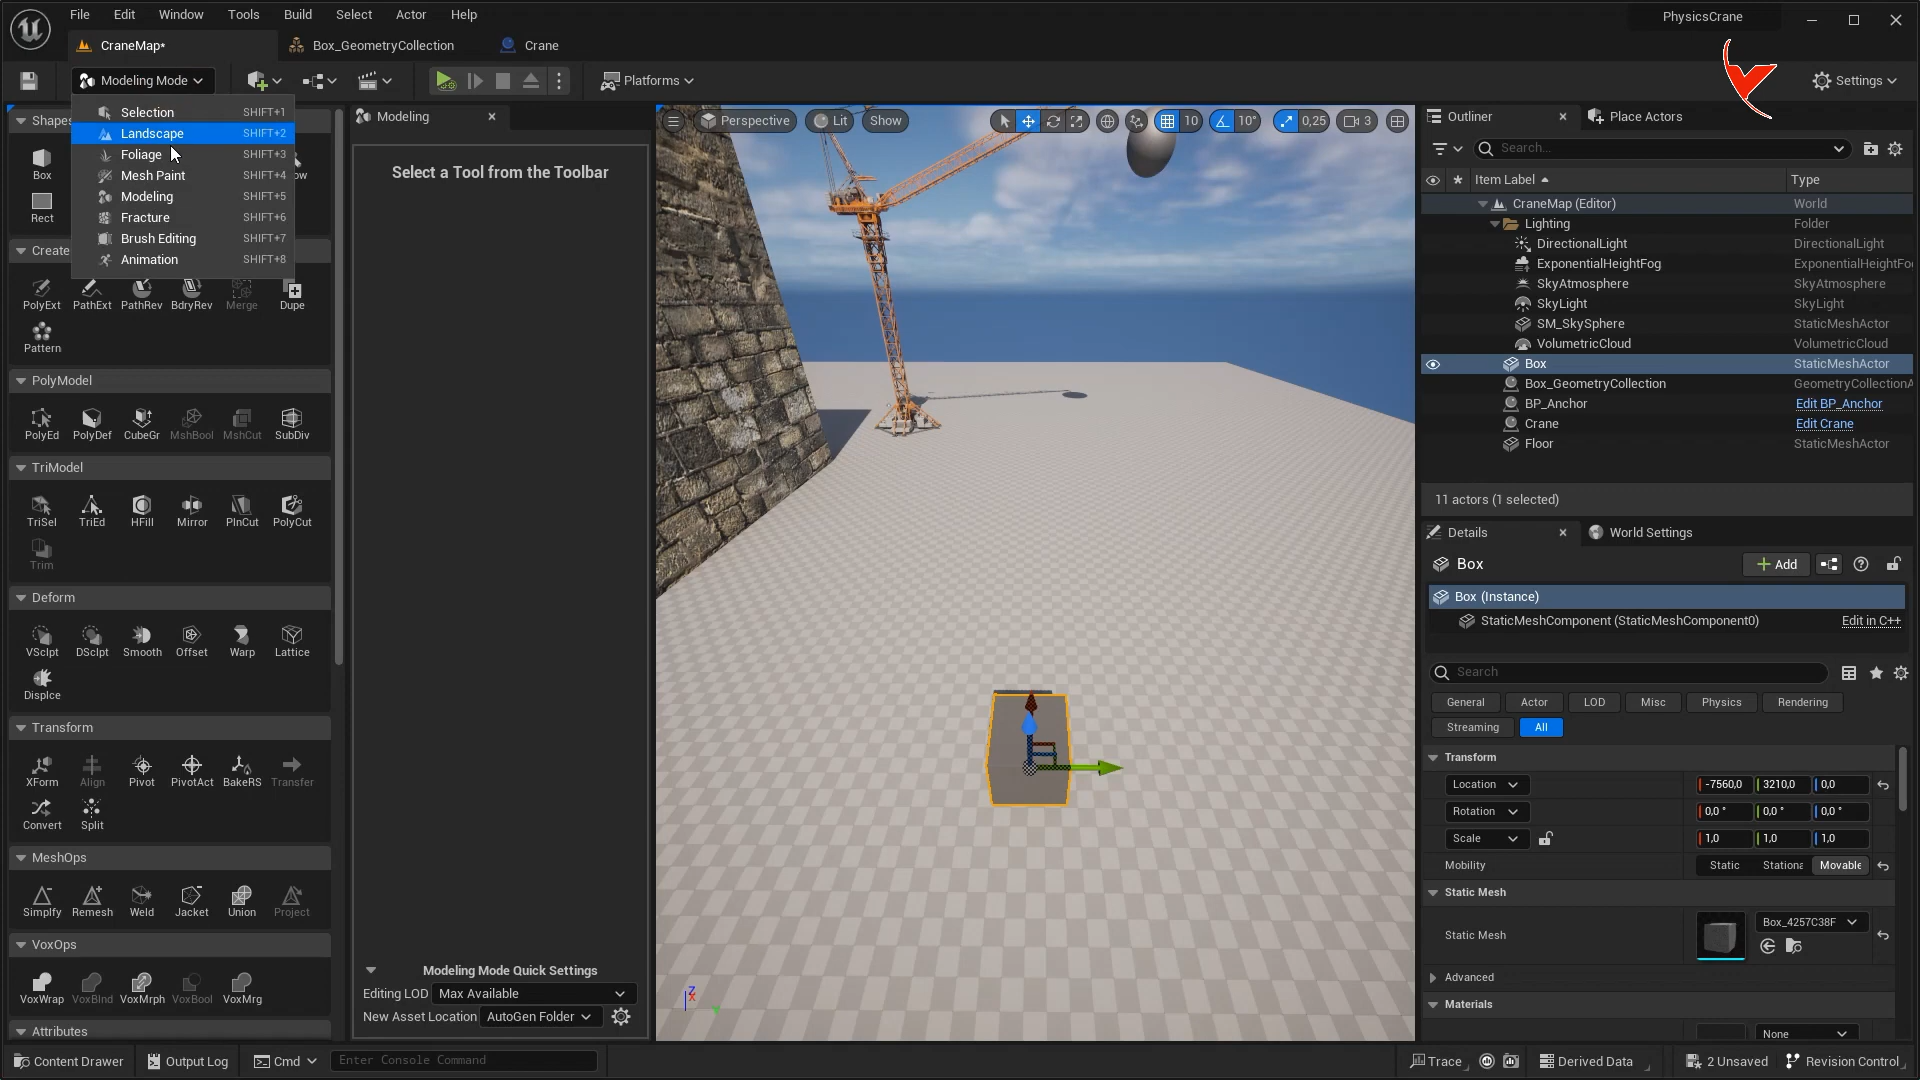 File Edit Window Tools Build Select Actor Help
PhysicsCrane
CraneMap*
Box_GeometryCollection
Crane
Modeling Mode
Platforms
Settings
Selection SHIFT+1
Landscape SHIFT+2
Foliage SHIFT+3
Mesh Paint SHIFT+4
Modeling SHIFT+5
Fracture SHIFT+6
Brush Editing SHIFT+7
Animation SHIFT+8
Shapes
Box
Rect
Create
PolyExt PathExt PathRev BdryRev Merge Dupe
Pattern
PolyModel
PolyEd PolyDef CubeGr MshBool MshCut SubDiv
TriModel
TriSel TriEd HFill Mirror PlnCut PolyCut
Trim
Deform
VSclpt DSclpt Smooth Offset Warp Lattice
Displce
Transform
XForm Align Pivot PivotAct BakeRS Transfer
Convert Split
MeshOps
Simplfy Remesh Weld Jacket Union Project
VoxOps
VoxWrap VoxBlnd VoxMrph VoxBool VoxMrg
Attributes
Modeling
Select a Tool from the Toolbar
Modeling Mode Quick Settings
Editing LOD Max Available
New Asset Location AutoGen Folder
Perspective Lit Show
10 10° 0,25 3
Outliner
Place Actors
Search...
Item Label Type
CraneMap (Editor) World
Lighting Folder
DirectionalLight DirectionalLight
ExponentialHeightFog ExponentialHeightFo
SkyAtmosphere SkyAtmosphere
SkyLight SkyLight
SM_SkySphere StaticMeshActor
VolumetricCloud VolumetricCloud
Box StaticMeshActor
Box_GeometryCollection GeometryCollectionA
BP_Anchor Edit BP_Anchor
Crane Edit Crane
Floor StaticMeshActor
11 actors (1 selected)
Details
World Settings
Box
Add
Box (Instance)
StaticMeshComponent (StaticMeshComponent0) Edit in C++
Search
General Actor LOD Misc Physics Rendering
Streaming All
Transform
Location -7560,0 3210,0 0,0
Rotation 0,0 ° 0,0 ° 0,0 °
Scale 1,0 1,0 1,0
Mobility Static Stationa Movable
Static Mesh
Static Mesh Box_4257C38F
Advanced
Materials
None
Content Drawer Output Log Cmd Enter Console Command
Trace Derived Data 2 Unsaved Revision Control